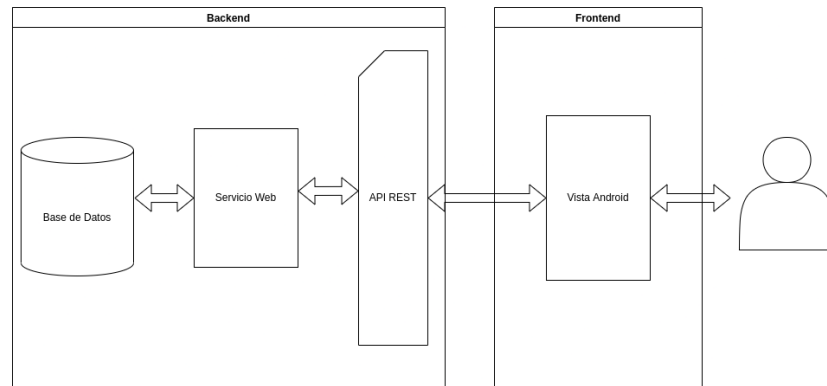 Backend
Frontend
Base de Datos
Servicio Web
API REST
Vista Android